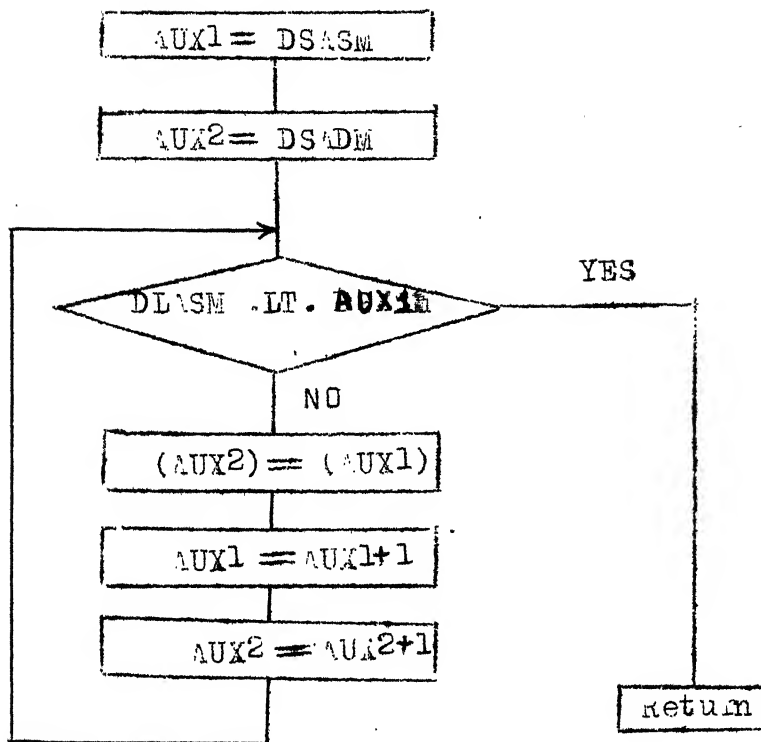 AUX1 = DSASM
AUX2 = DSADM
DLASM .LT. AUX1
YES
NO
(AUX2) = (AUX1)
AUX1 = AUX1+1
AUX2 = AUX2+1
Return